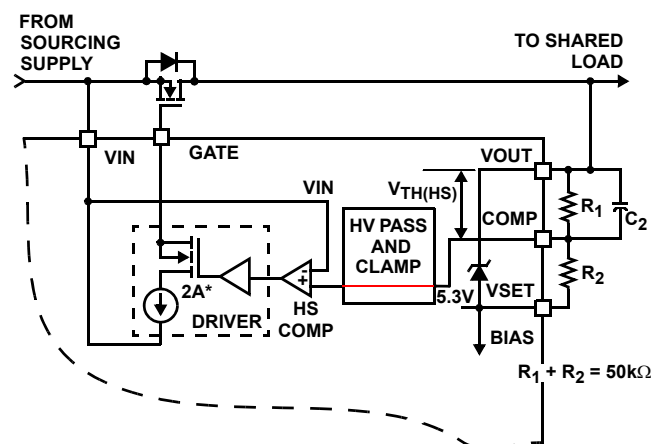 FROM
SOURCING
SUPPLY
TO SHARED
LOAD
VIN
GATE
VOUT
VIN
VTH(HS)
R1
C2
COMP
HV PASS
AND
CLAMP
R2
2A*
+
-
5.3V
VSET
DRIVER
HS
COMP
BIAS
R1 + R2 = 50kΩ